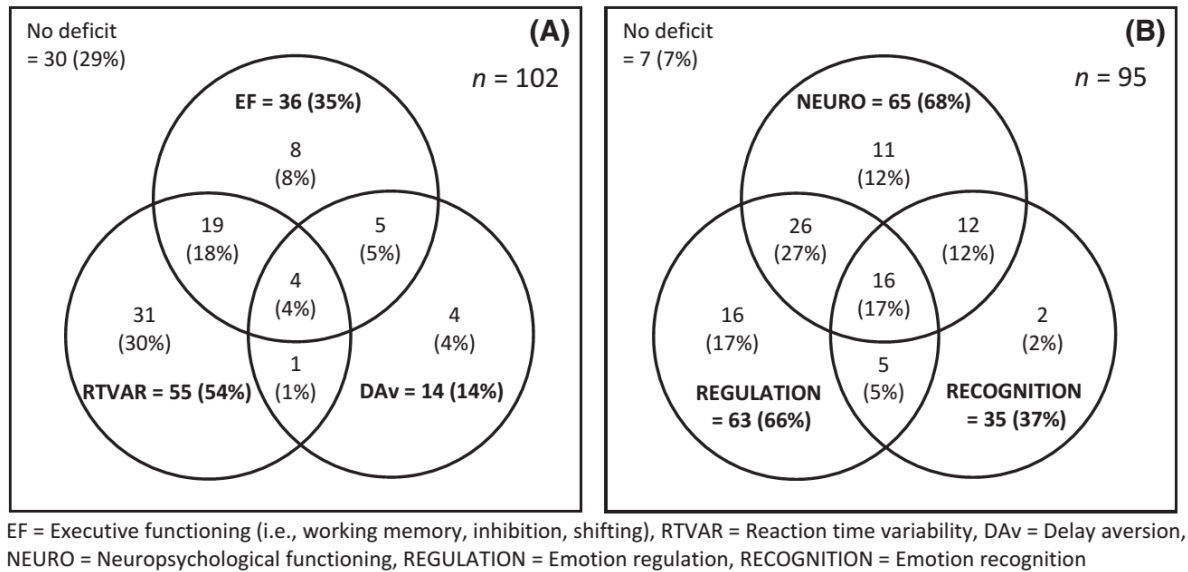 No deficit
= 30 (29%)
(A)
n = 102
EF = 36 (35%)
8
(8%)
19
(18%)
5
(5%)
4
(4%)
31
(30%)
4
(4%)
1
(1%)
RTVAR = 55 (54%)
DAv = 14 (14%)
No deficit
= 7 (7%)
(B)
n = 95
NEURO = 65 (68%)
11
(12%)
26
(27%)
12
(12%)
16
(17%)
16
(17%)
2
(2%)
5
(5%)
REGULATION
= 63 (66%)
RECOGNITION
= 35 (37%)
EF = Executive functioning (i.e., working memory, inhibition, shifting), RTVAR = Reaction time variability, DAv = Delay aversion,
NEURO = Neuropsychological functioning, REGULATION = Emotion regulation, RECOGNITION = Emotion recognition